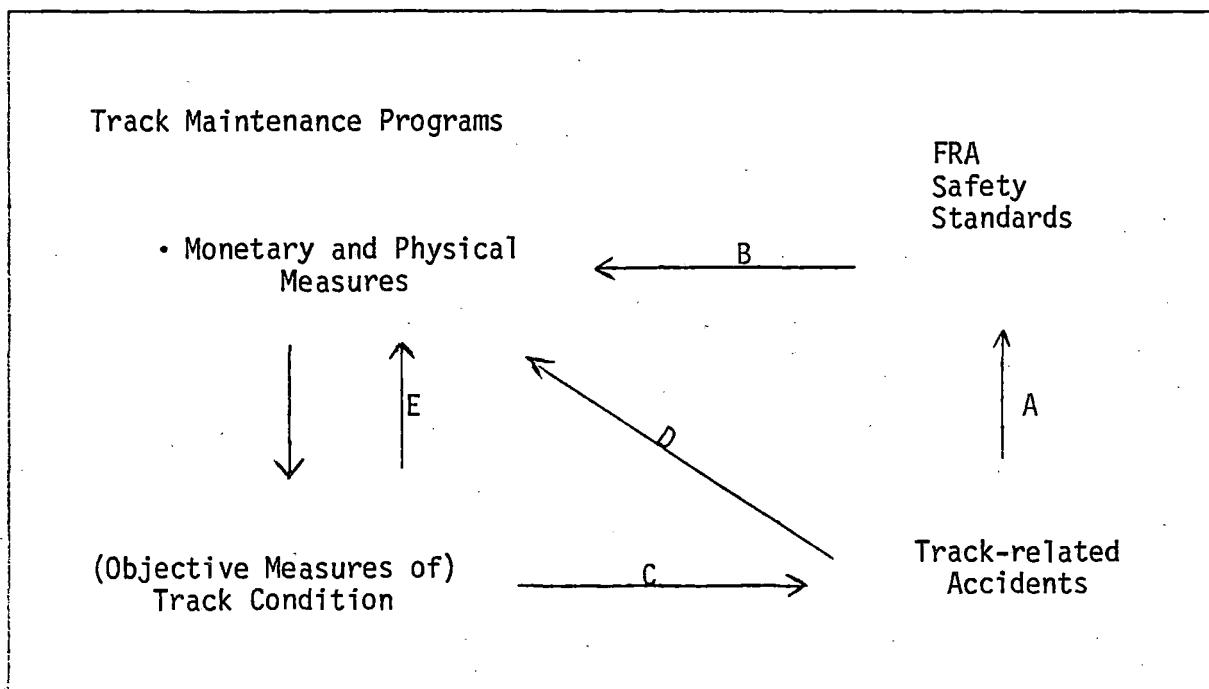 Track Maintenance Programs
FRA
Safety
Standards
• Monetary and Physical
Measures
B
E
A
D
(Objective Measures of)
Track Condition
C
Track-related
Accidents